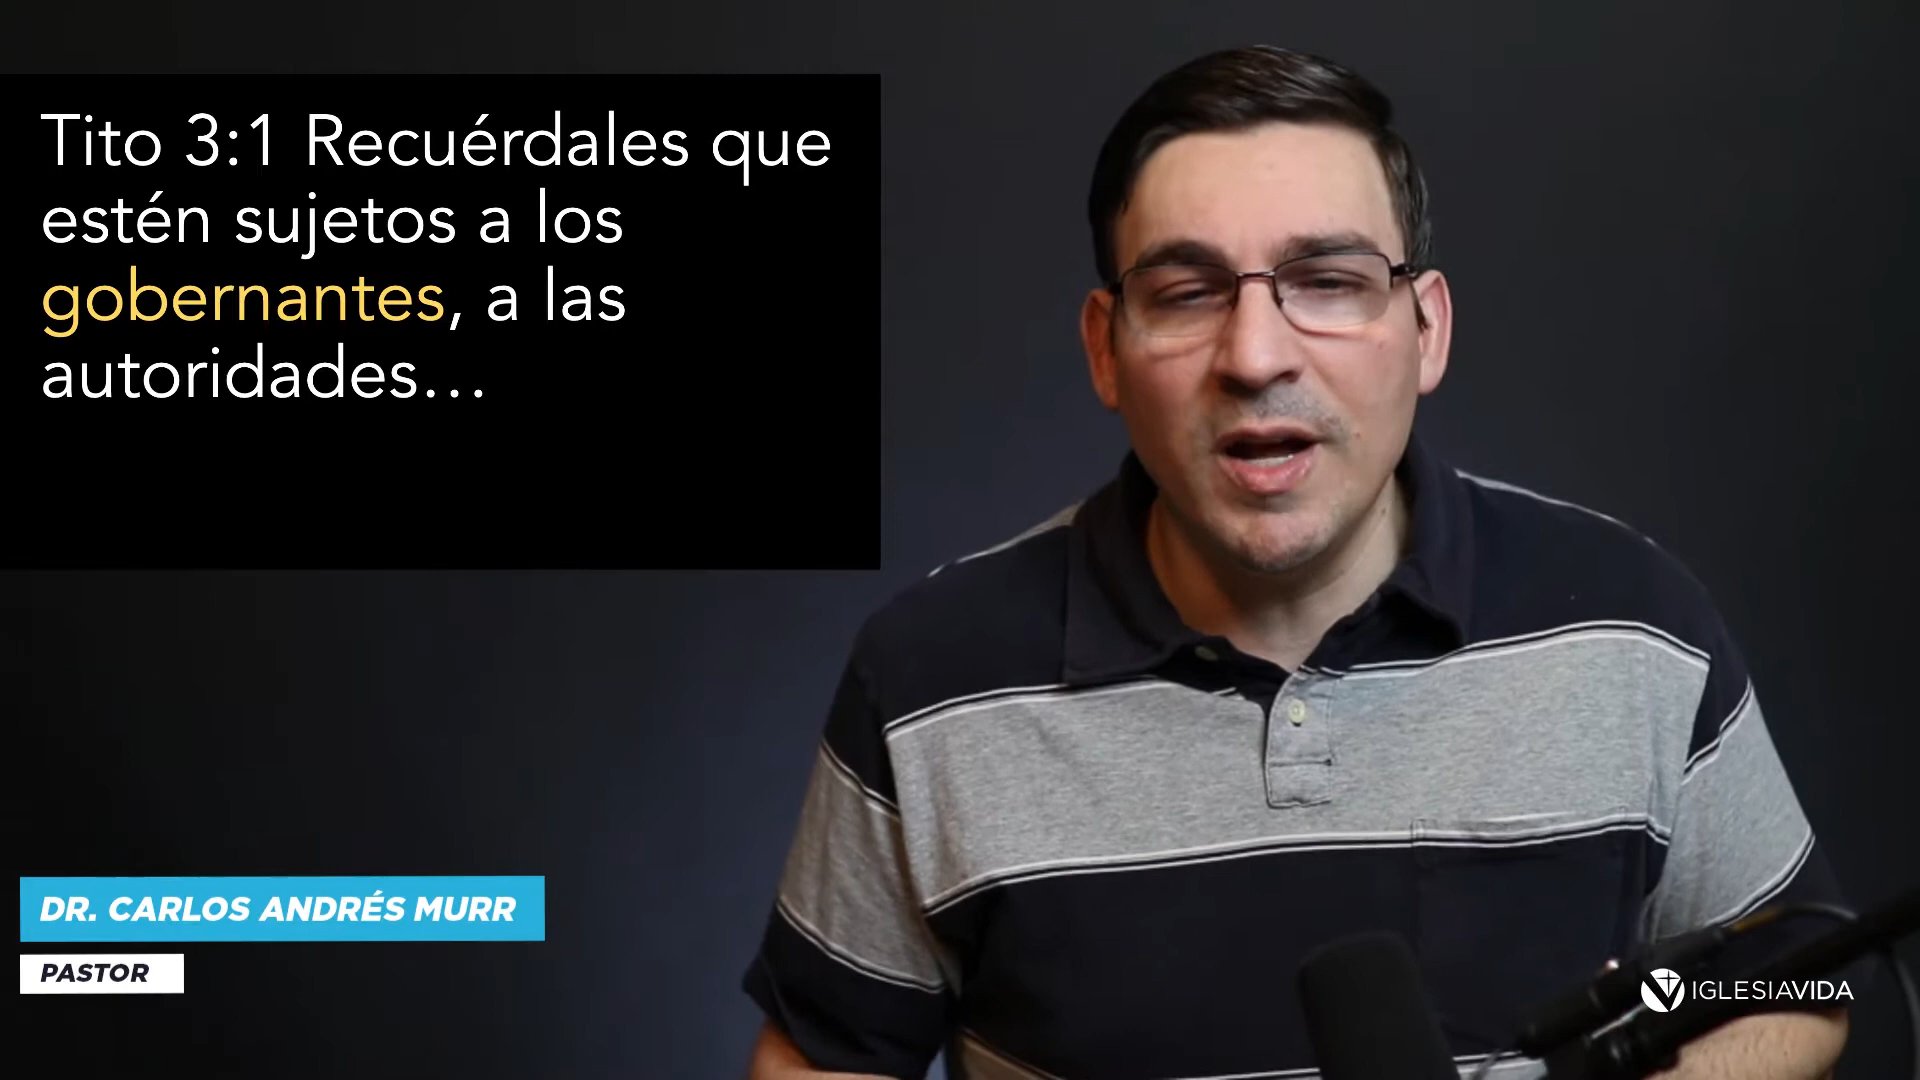 Tito 3:1 Recuérdales que
estén sujetos a los
gobernantes, a las
autoridades…
DR. CARLOS ANDRÉS MURR
PASTOR
IGLESIAVIDA